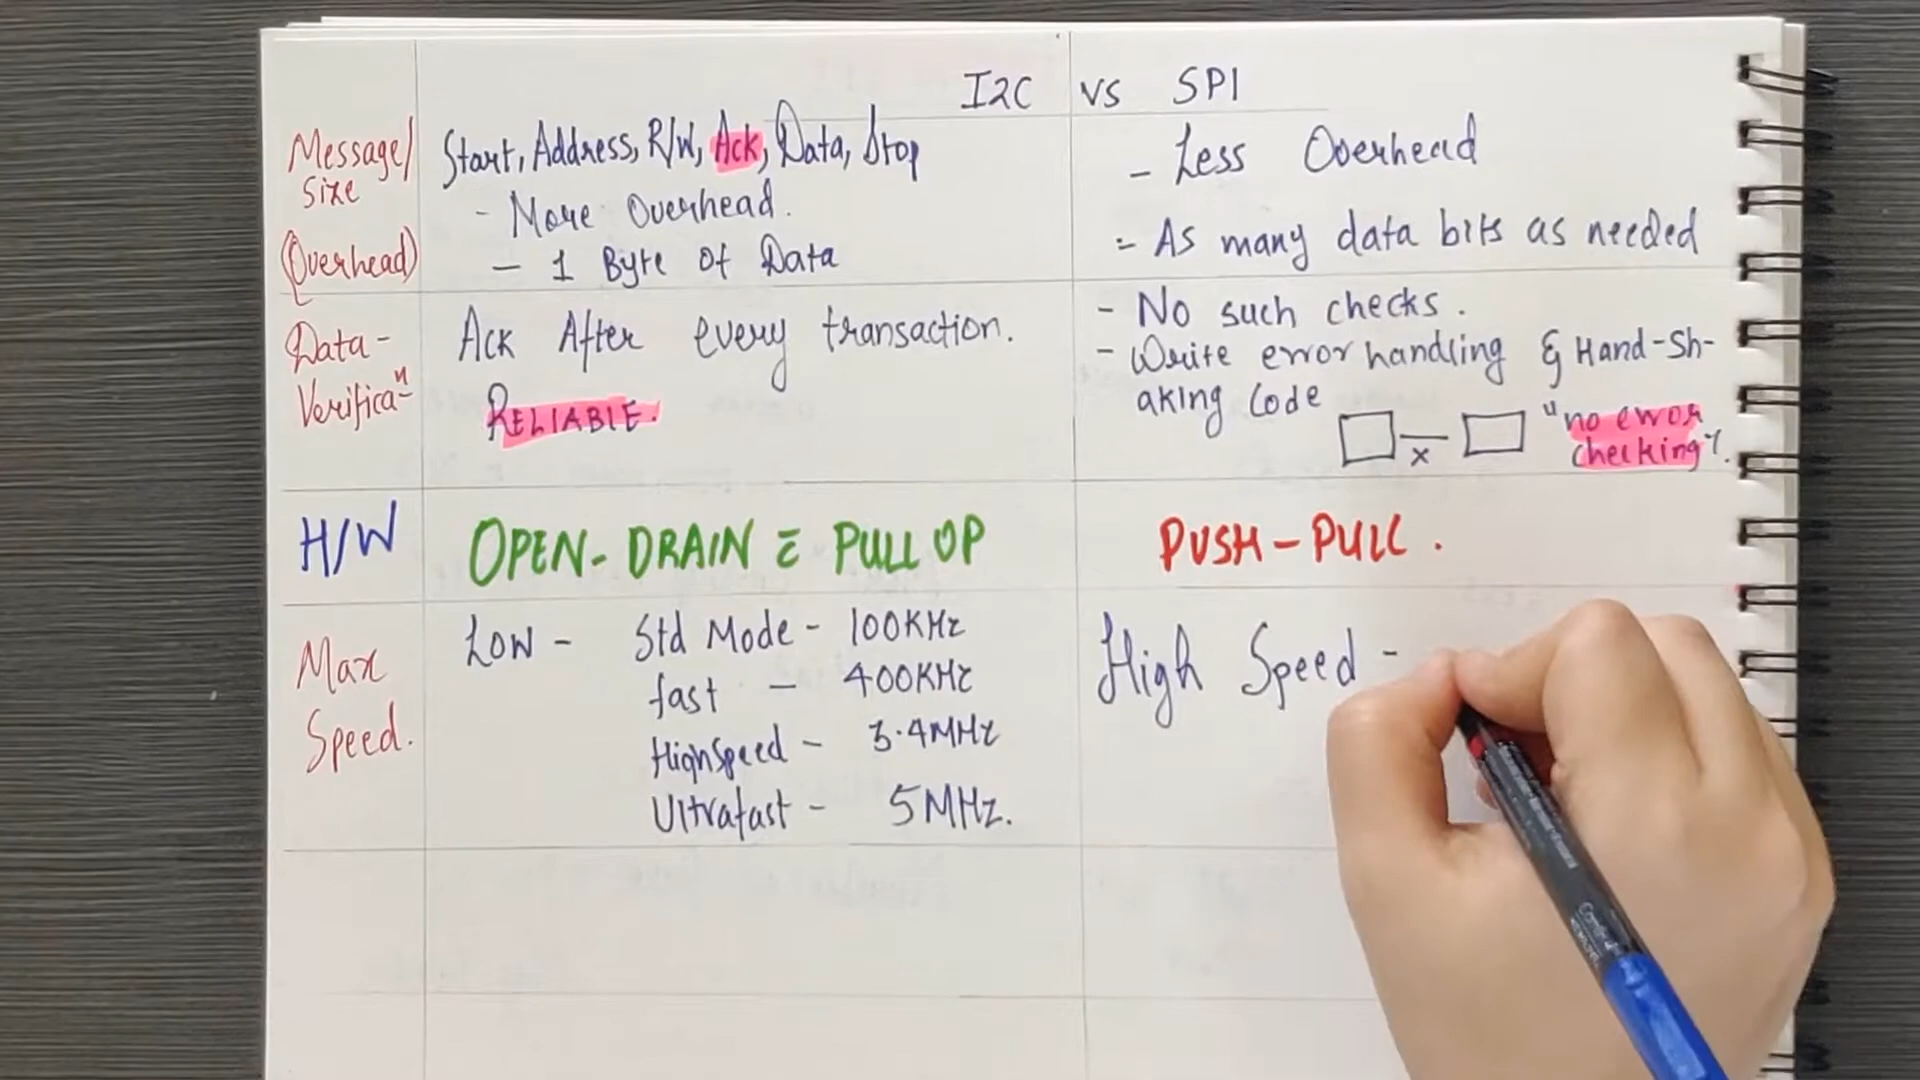 I2C vs SPI
Message/
Size
(Overhead)
Start, Address, R/W, Ack, Data, Stop
- More Overhead.
- 1 Byte of Data
- Less Overhead
- As many data bits as needed
Data-
Verifica-n
Ack After every transaction.
RELIABLE.
- No such checks.
- Write error handling & Hand-Sh-
aking Code
x
"no error
checking".
H/W
OPEN-DRAIN PULL UP
PUSH-PULL.
Max
Speed.
LOW - Std Mode - 100KHz
fast - 400KHz
Highspeed - 3.4MHz
Ultrafast - 5MHz.
High Speed -